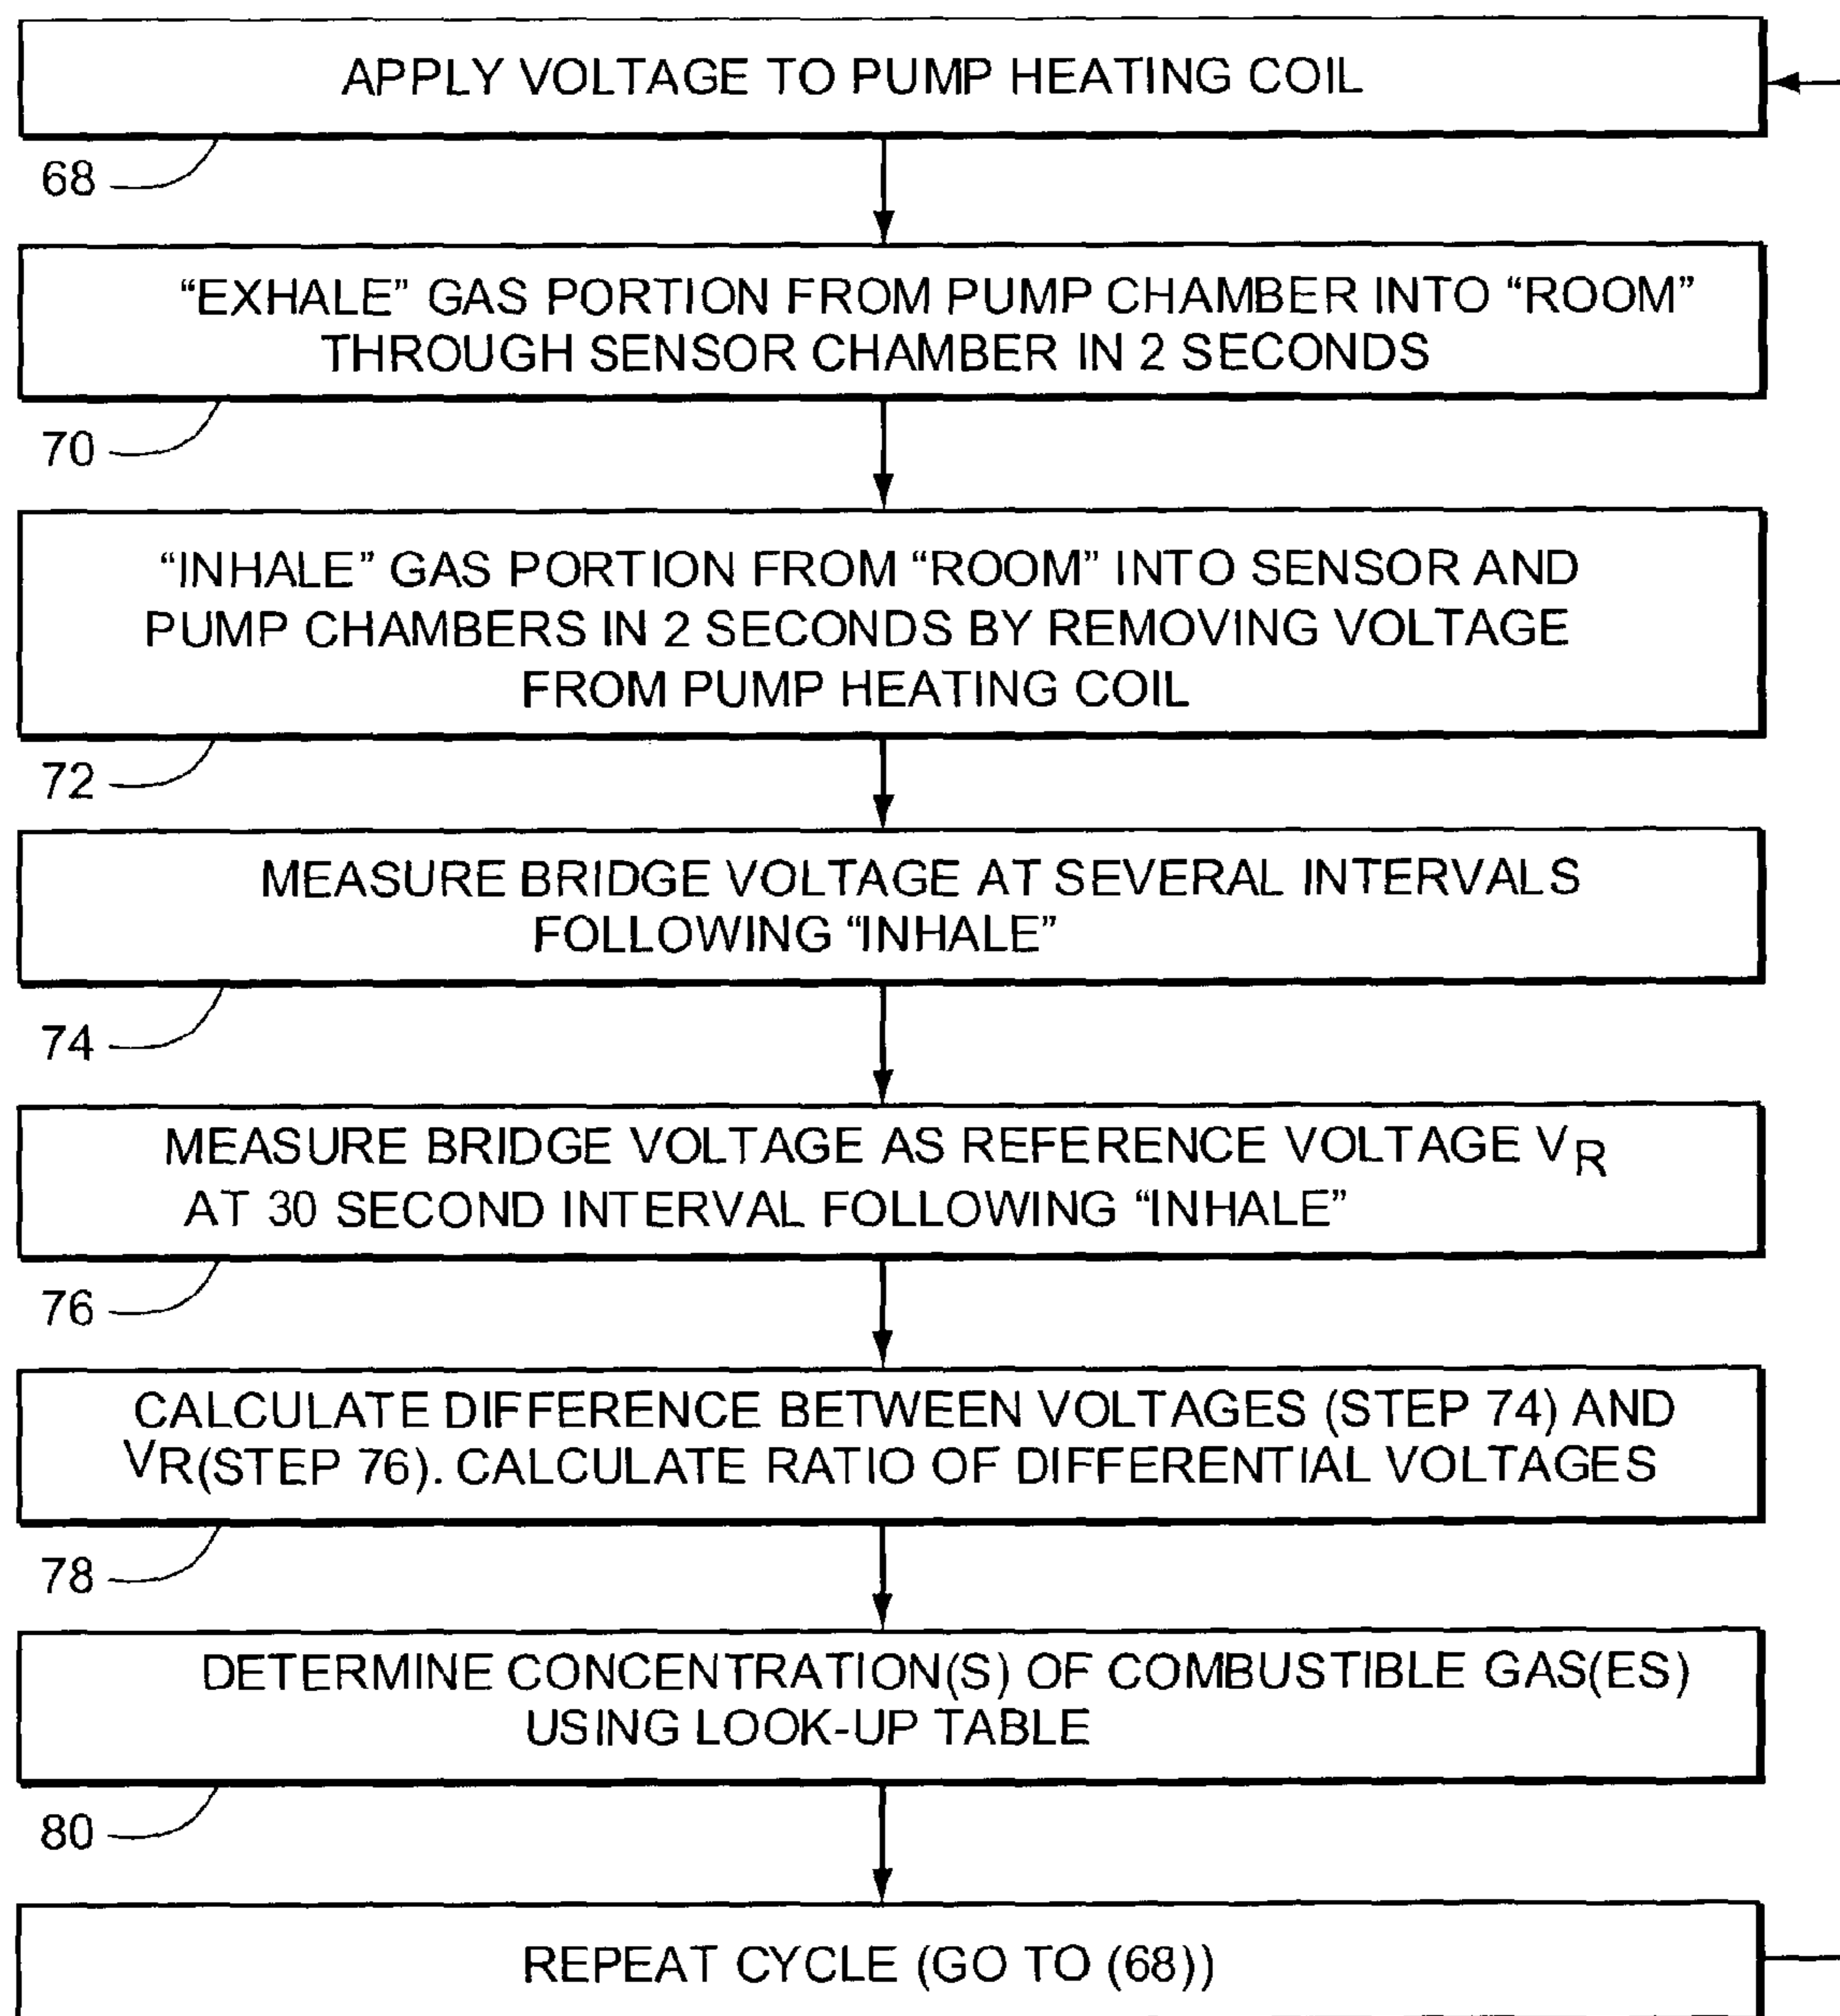 APPLY VOLTAGE TO PUMP HEATING COIL
68
“EXHALE” GAS PORTION FROM PUMP CHAMBER INTO “ROOM”
THROUGH SENSOR CHAMBER IN 2 SECONDS
70
“INHALE” GAS PORTION FROM “ROOM” INTO SENSOR AND
PUMP CHAMBERS IN 2 SECONDS BY REMOVING VOLTAGE
FROM PUMP HEATING COIL
72
MEASURE BRIDGE VOLTAGE AT SEVERAL INTERVALS
FOLLOWING “INHALE”
74
MEASURE BRIDGE VOLTAGE AS REFERENCE VOLTAGE VR
AT 30 SECOND INTERVAL FOLLOWING “INHALE”
76
CALCULATE DIFFERENCE BETWEEN VOLTAGES (STEP 74) AND
VR(STEP 76). CALCULATE RATIO OF DIFFERENTIAL VOLTAGES
78
DETERMINE CONCENTRATION(S) OF COMBUSTIBLE GAS(ES)
USING LOOK-UP TABLE
80
REPEAT CYCLE (GO TO (68))